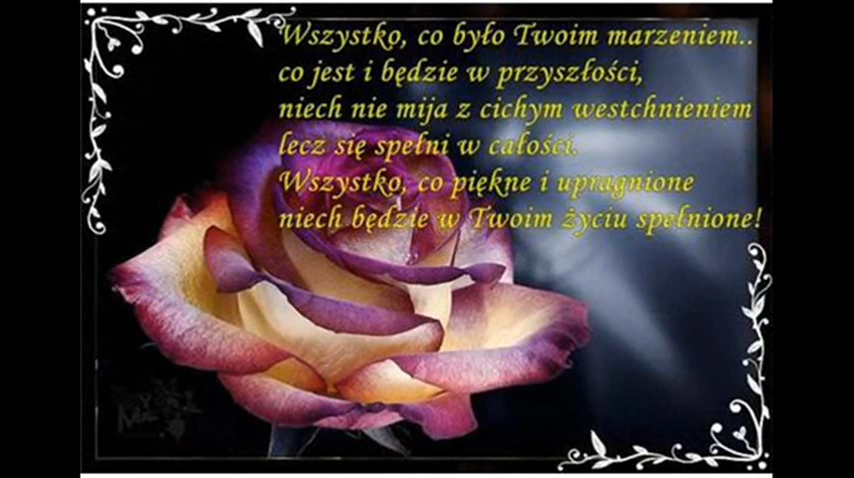 Wszystko, co było Twoim marzeniem..
co jest i będzie w przyszłości,
niech nie mija z cichym westchnieniem
lecz się spełni w całości.
Wszystko, co piękne i upragnione
niech będzie w Twoim życiu spełnione!